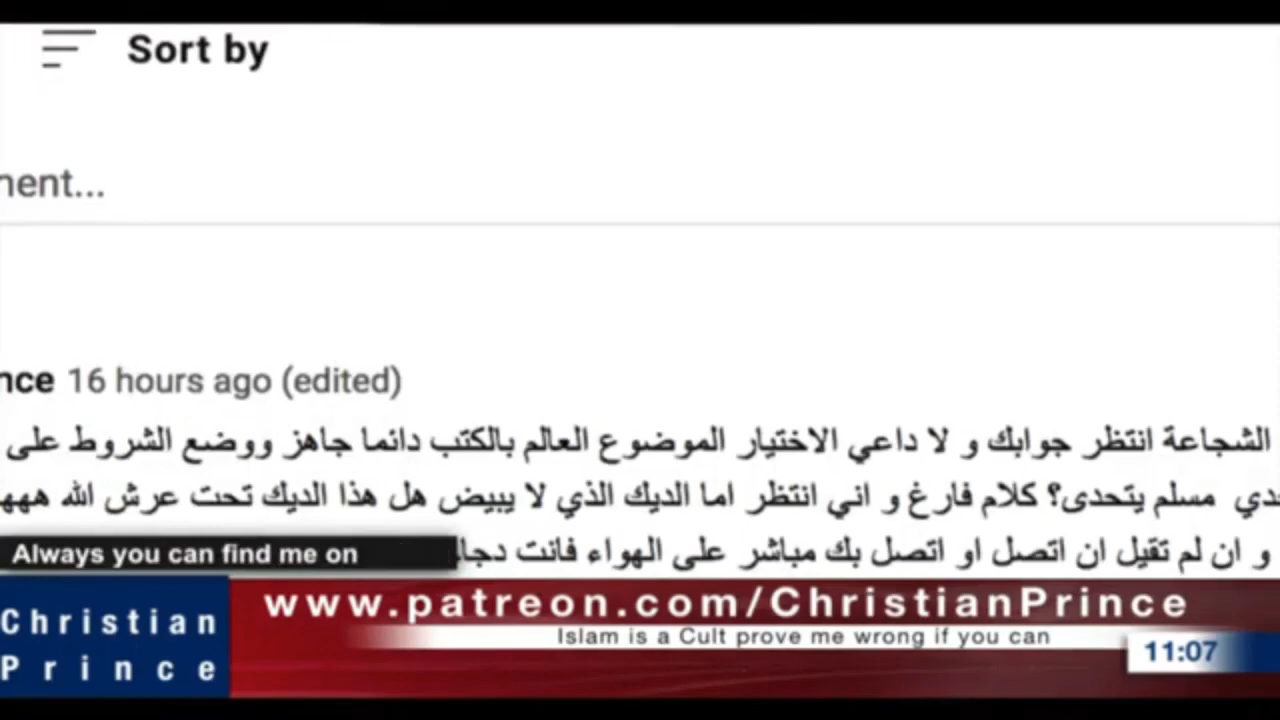 Sort by
ment...
nce 16 hours ago (edited)
الشجاعة انتظر جوابك و لا داعي الاختيار الموضوع العالم بالكتب دائما جاهز ووضع الشروط على
مسلم يتحدى؟ كلام فارغ و اني انتظر اما الديك الذي لا يبيض هل هذا الديك تحت عرش الله هههه
و ان لم تقيل ان اتصل او اتصل بك مباشر على الهواء فانت دجا
Always you can find me on
Christian
Prince
www.patreon.com/ChristianPrince
Islam is a Cult prove me wrong if you can
11:07